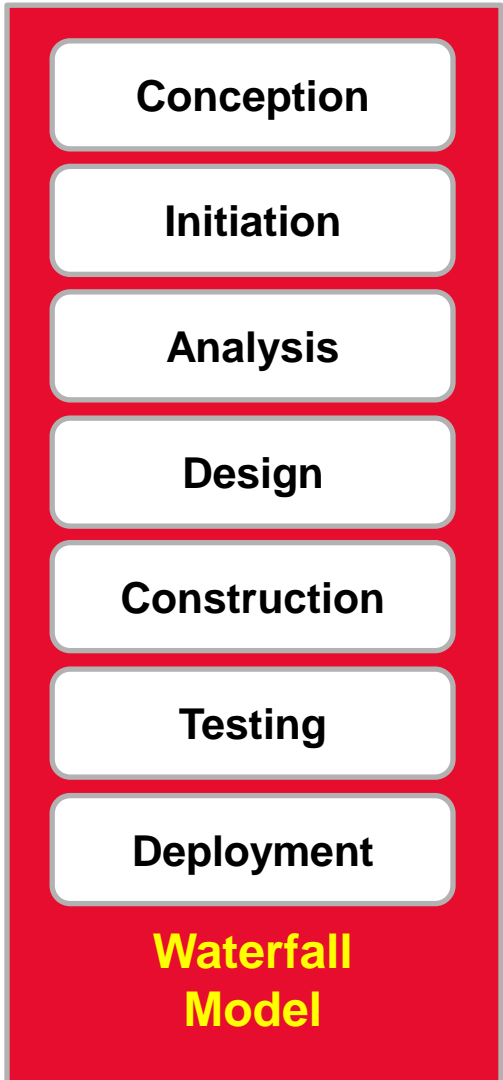 Conception
Initiation
Analysis
Design
Construction
Testing
Deployment
Waterfall
Model